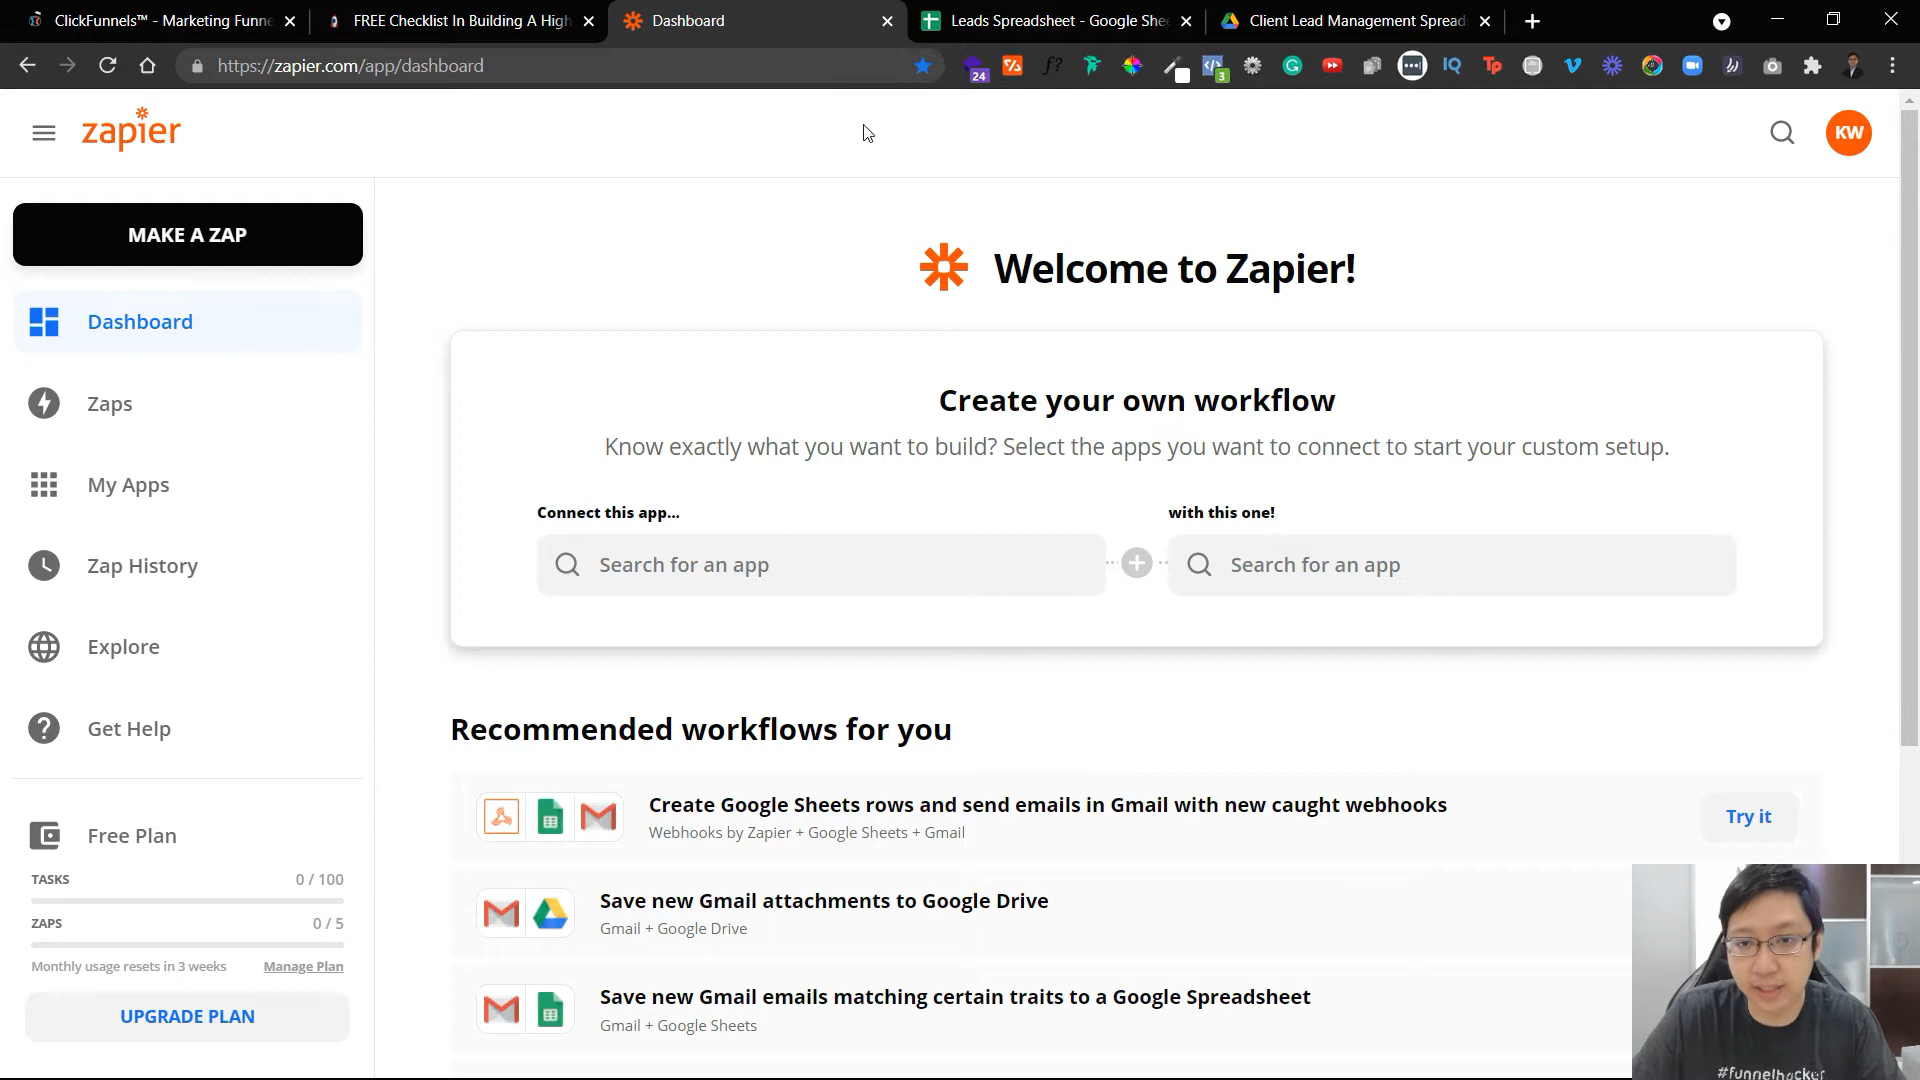 ClickFunnels™ - Marketing Funne
FREE Checklist In Building A High
Dashboard
Leads Spreadsheet - Google She
Client Lead Management Spread
https://zapier.com/app/dashboard
24
f?
3
IQ
Tp
zapier
KW
MAKE A ZAP
Dashboard
Zaps
My Apps
Zap History
Explore
Get Help
Free Plan
TASKS 0 / 100
ZAPS 0 / 5
Monthly usage resets in 3 weeks Manage Plan
UPGRADE PLAN
Welcome to Zapier!
Create your own workflow
Know exactly what you want to build? Select the apps you want to connect to start your custom setup.
Connect this app...
with this one!
Search for an app
Search for an app
Recommended workflows for you
Create Google Sheets rows and send emails in Gmail with new caught webhooks
Webhooks by Zapier + Google Sheets + Gmail
Try it
Save new Gmail attachments to Google Drive
Gmail + Google Drive
Save new Gmail emails matching certain traits to a Google Spreadsheet
Gmail + Google Sheets
#funnelhacker